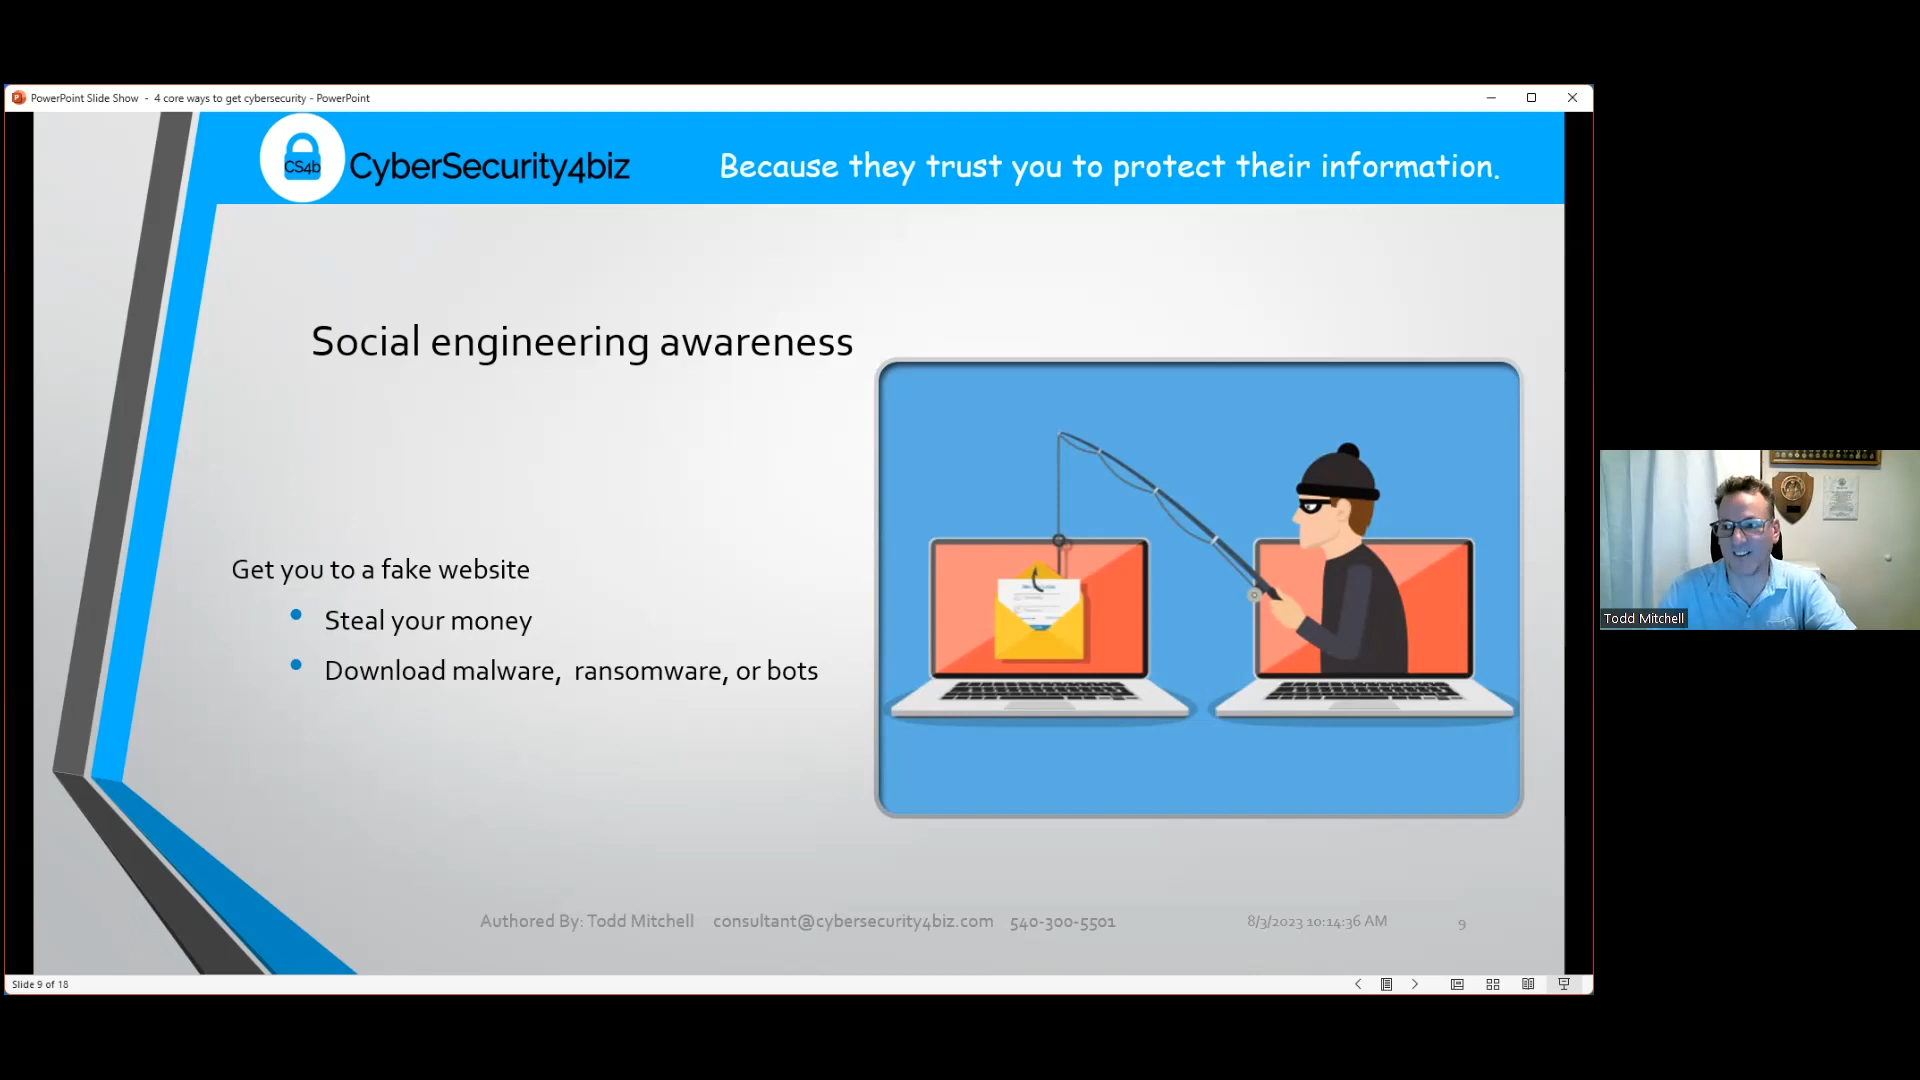 PowerPoint Slide Show - 4 core ways to get cybersecurity - PowerPoint
CS4b
CyberSecurity4biz
Because they trust you to protect their information.
Social engineering awareness
Get you to a fake website
Steal your money
Download malware, ransomware, or bots
Todd Mitchell
Authored By: Todd Mitchell consultant@cybersecurity4biz.com 540-300-5501
8/3/2023 10:14:36 AM
9
Slide 9 of 18